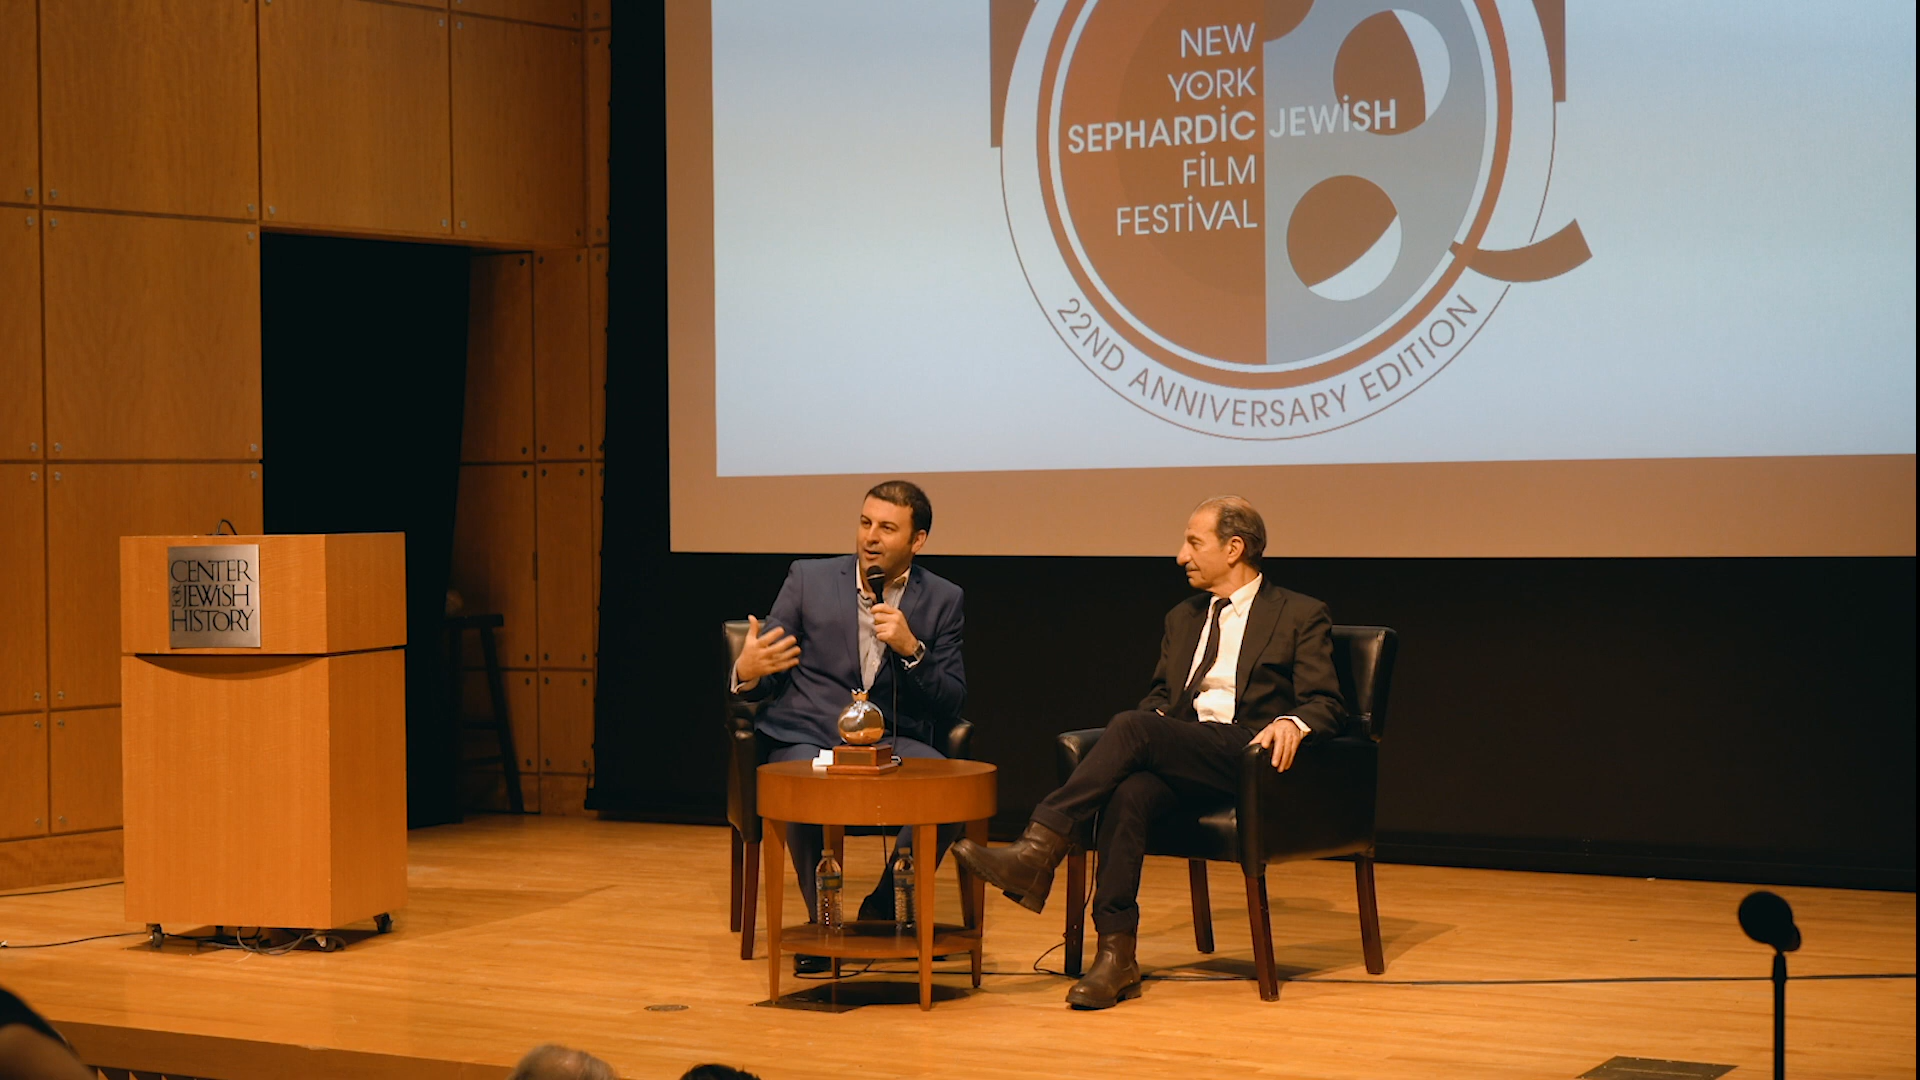 NEW
YORK
SEPHARDIC JEWISH
FILM
FESTIVAL
22ND ANNIVERSARY EDITION
CENTER
FOR JEWISH
HISTORY